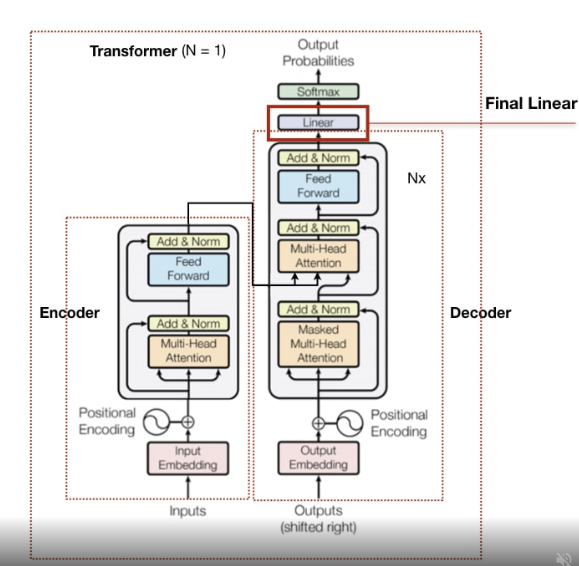 Transformer (N = 1)
Output
Probabilities
Softmax
Linear
Final Linear
Add & Norm
Feed
Forward
Nx
Add & Norm
Multi-Head
Attention
Add & Norm
Masked
Multi-Head
Attention
Decoder
Positional
Encoding
Output
Embedding
Outputs
(shifted right)
Encoder
Add & Norm
Feed
Forward
Add & Norm
Multi-Head
Attention
Positional
Encoding
Input
Embedding
Inputs